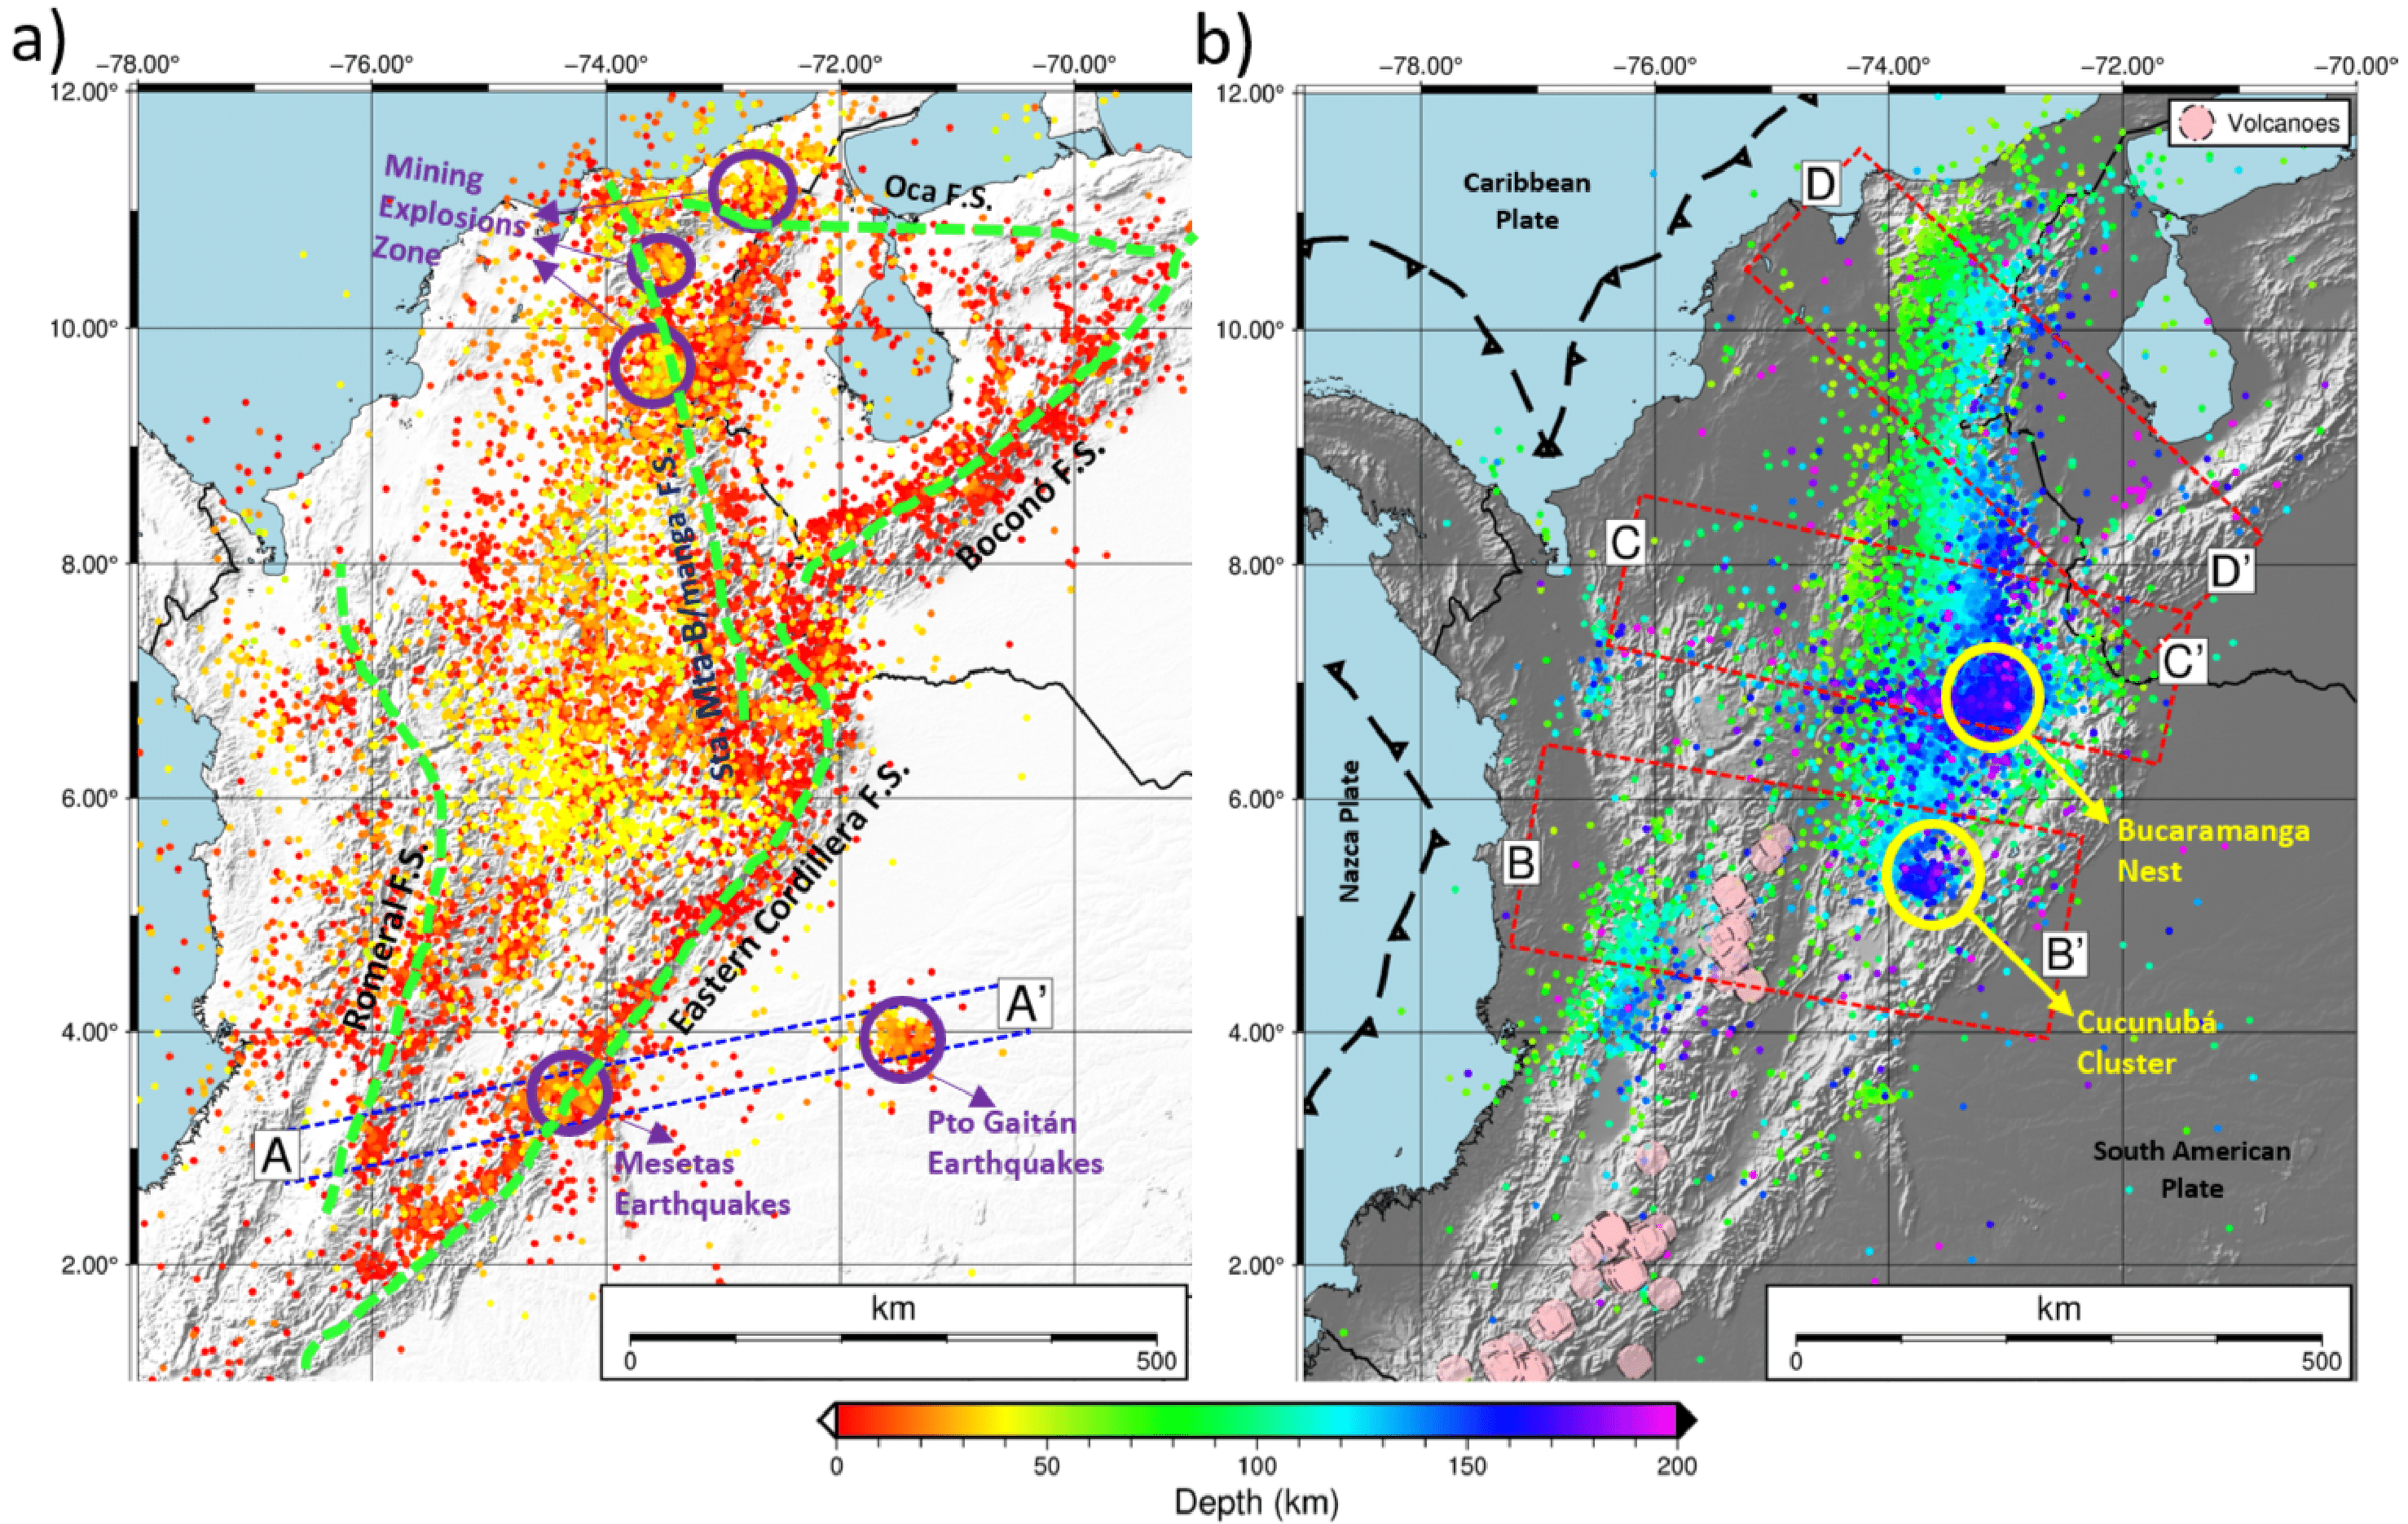 a)
−78.00°
−76.00°
−74.00°
−72.00°
−70.00°
12.00°
10.00°
8.00°
6.00°
4.00°
2.00°
Mining
Explosions
Zone
Oca F.S.
Boconó F.S.
Sta Mta-B/manga F.S.
Romeral F.S.
Eastern Cordillera F.S.
A
A'
Pto Gaitán
Earthquakes
Mesetas
Earthquakes
km
0
500
b)
−78.00°
−76.00°
−74.00°
−72.00°
−70.00°
12.00°
10.00°
8.00°
6.00°
4.00°
2.00°
Volcanoes
Caribbean
Plate
D
C
D'
C'
Nazca Plate
B
Bucaramanga
Nest
B'
Cucunubá
Cluster
South American
Plate
km
0
500
0
50
100
150
200
Depth (km)